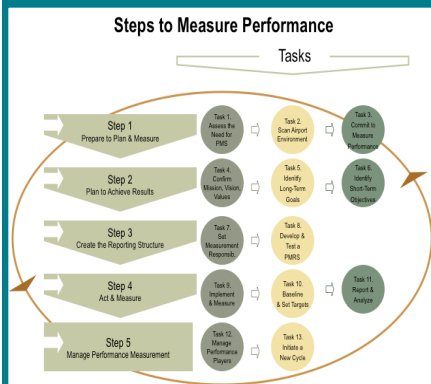 Steps to Measure Performance
Tasks
Step 1
Prepare to Plan & Measure
Task 1.
Assess the
Need for
PMS
Task 2.
Scan Airport
Environment
Task 3.
Commit to
Measure
Performance
Step 2
Plan to Achieve Results
Task 4.
Confirm
Mission, Vision,
Values
Task 5.
Identify
Long-Term
Goals
Task 6.
Identify
Short-Term
Objectives
Step 3
Create the Reporting Structure
Task 7.
Set
Measurement
Responsib.
Task 8.
Develop &
Test a
PMRS
Step 4
Act & Measure
Task 9.
Implement
& Measure
Task 10.
Baseline
& Set Targets
Task 11.
Report &
Analyze
Step 5
Manage Performance Measurement
Task 12.
Manage
Performance
Players
Task 13.
Initiate a
New Cycle